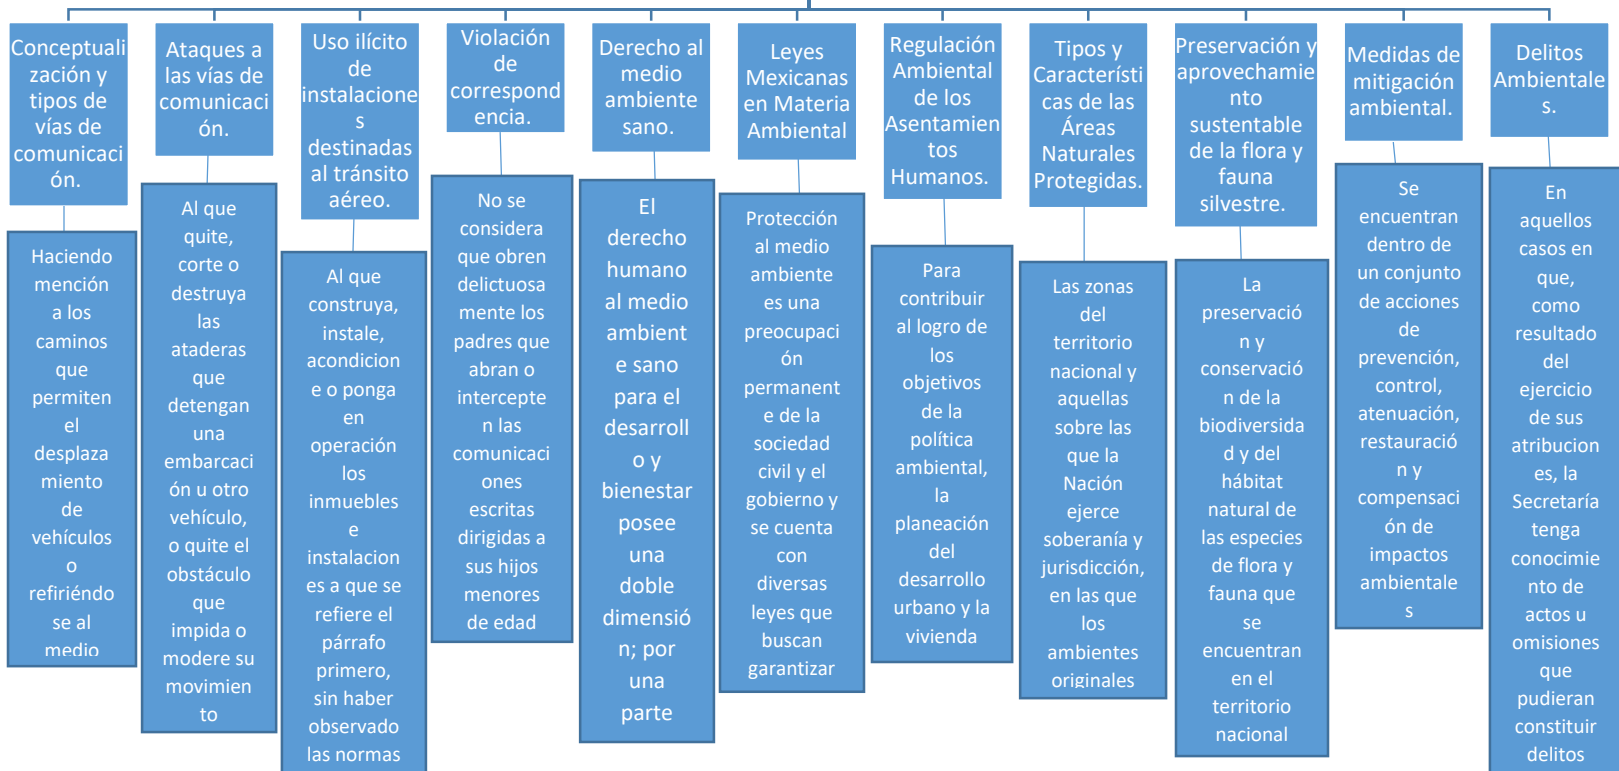 Conceptuali
zación y
tipos de
vías de
comunicaci
ón.
Haciendo
mención
a los
caminos
que
permiten
el
desplaza
miento
de
vehículos
o
refiriéndo
se al
medio
Ataques a
las vías de
comunicaci
ón.
Al que
quite,
corte o
destruya
las
ataderas
que
detengan
una
embarcaci
ón u otro
vehículo,
o quite el
obstáculo
que
impida o
modere su
movimien
to
Uso ilícito
de
instalacione
s
destinadas
al tránsito
aéreo.
Al que
construya,
instale,
acondicion
e o ponga
en
operación
los
inmuebles
e
instalacion
es a que se
refiere el
párrafo
primero,
sin haber
observado
las normas
Violación
de
correspond
encia.
No se
considera
que obren
delictuosa
mente los
padres que
abran o
intercepte
n las
comunicaci
ones
escritas
dirigidas a
sus hijos
menores
de edad
Derecho al
medio
ambiente
sano.
El
derecho
humano
al medio
ambient
e sano
para el
desarroll
o y
bienestar
posee
una
doble
dimensió
n; por
una
parte
Leyes
Mexicanas
en Materia
Ambiental
Protección
al medio
ambiente
es una
preocupaci
ón
permanent
e de la
sociedad
civil y el
gobierno y
se cuenta
con
diversas
leyes que
buscan
garantizar
Regulación
Ambiental
de los
Asentamien
tos
Humanos.
Para
contribuir
al logro de
los
objetivos
de la
política
ambiental,
la
planeación
del
desarrollo
urbano y la
vivienda
Tipos y
Característi
cas de las
Áreas
Naturales
Protegidas.
Las zonas
del
territorio
nacional y
aquellas
sobre las
que la
Nación
ejerce
soberanía y
jurisdicción,
en las que
los
ambientes
originales
Preservación y
aprovechamie
nto
sustentable
de la flora y
fauna
silvestre.
La
preservació
n y
conservació
n de la
biodiversida
d y del
hábitat
natural de
las especies
de flora y
fauna que
se
encuentran
en el
territorio
nacional
Medidas de
mitigación
ambiental.
Se
encuentran
dentro de
un conjunto
de acciones
de
prevención,
control,
atenuación,
restauració
n y
compensaci
ón de
impactos
ambientale
s
Delitos
Ambientale
s.
En
aquellos
casos en
que,
como
resultado
del
ejercicio
de sus
atribucion
es, la
Secretaría
tenga
conocimie
nto de
actos u
omisiones
que
pudieran
constituir
delitos